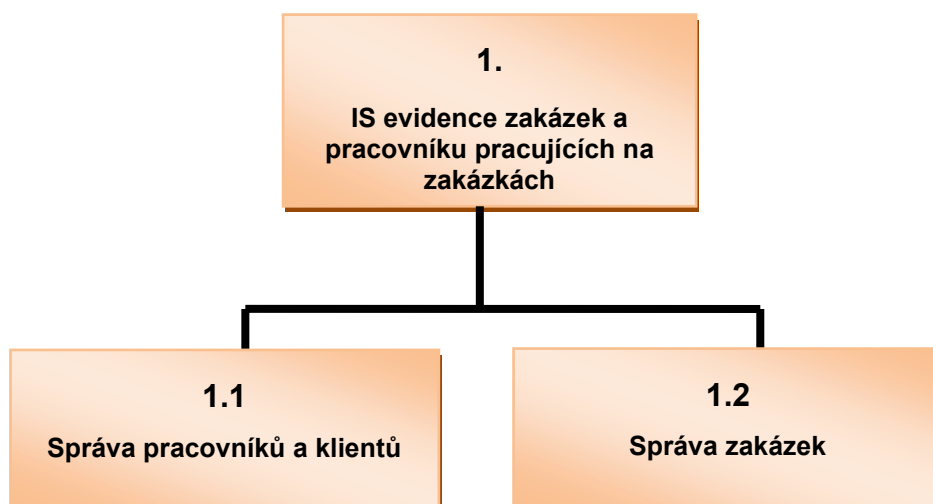 1.
IS evidence zakázek a
pracovníku pracujících na
zakázkách
1.1
Správa pracovníků a klientů
1.2
Správa zakázek